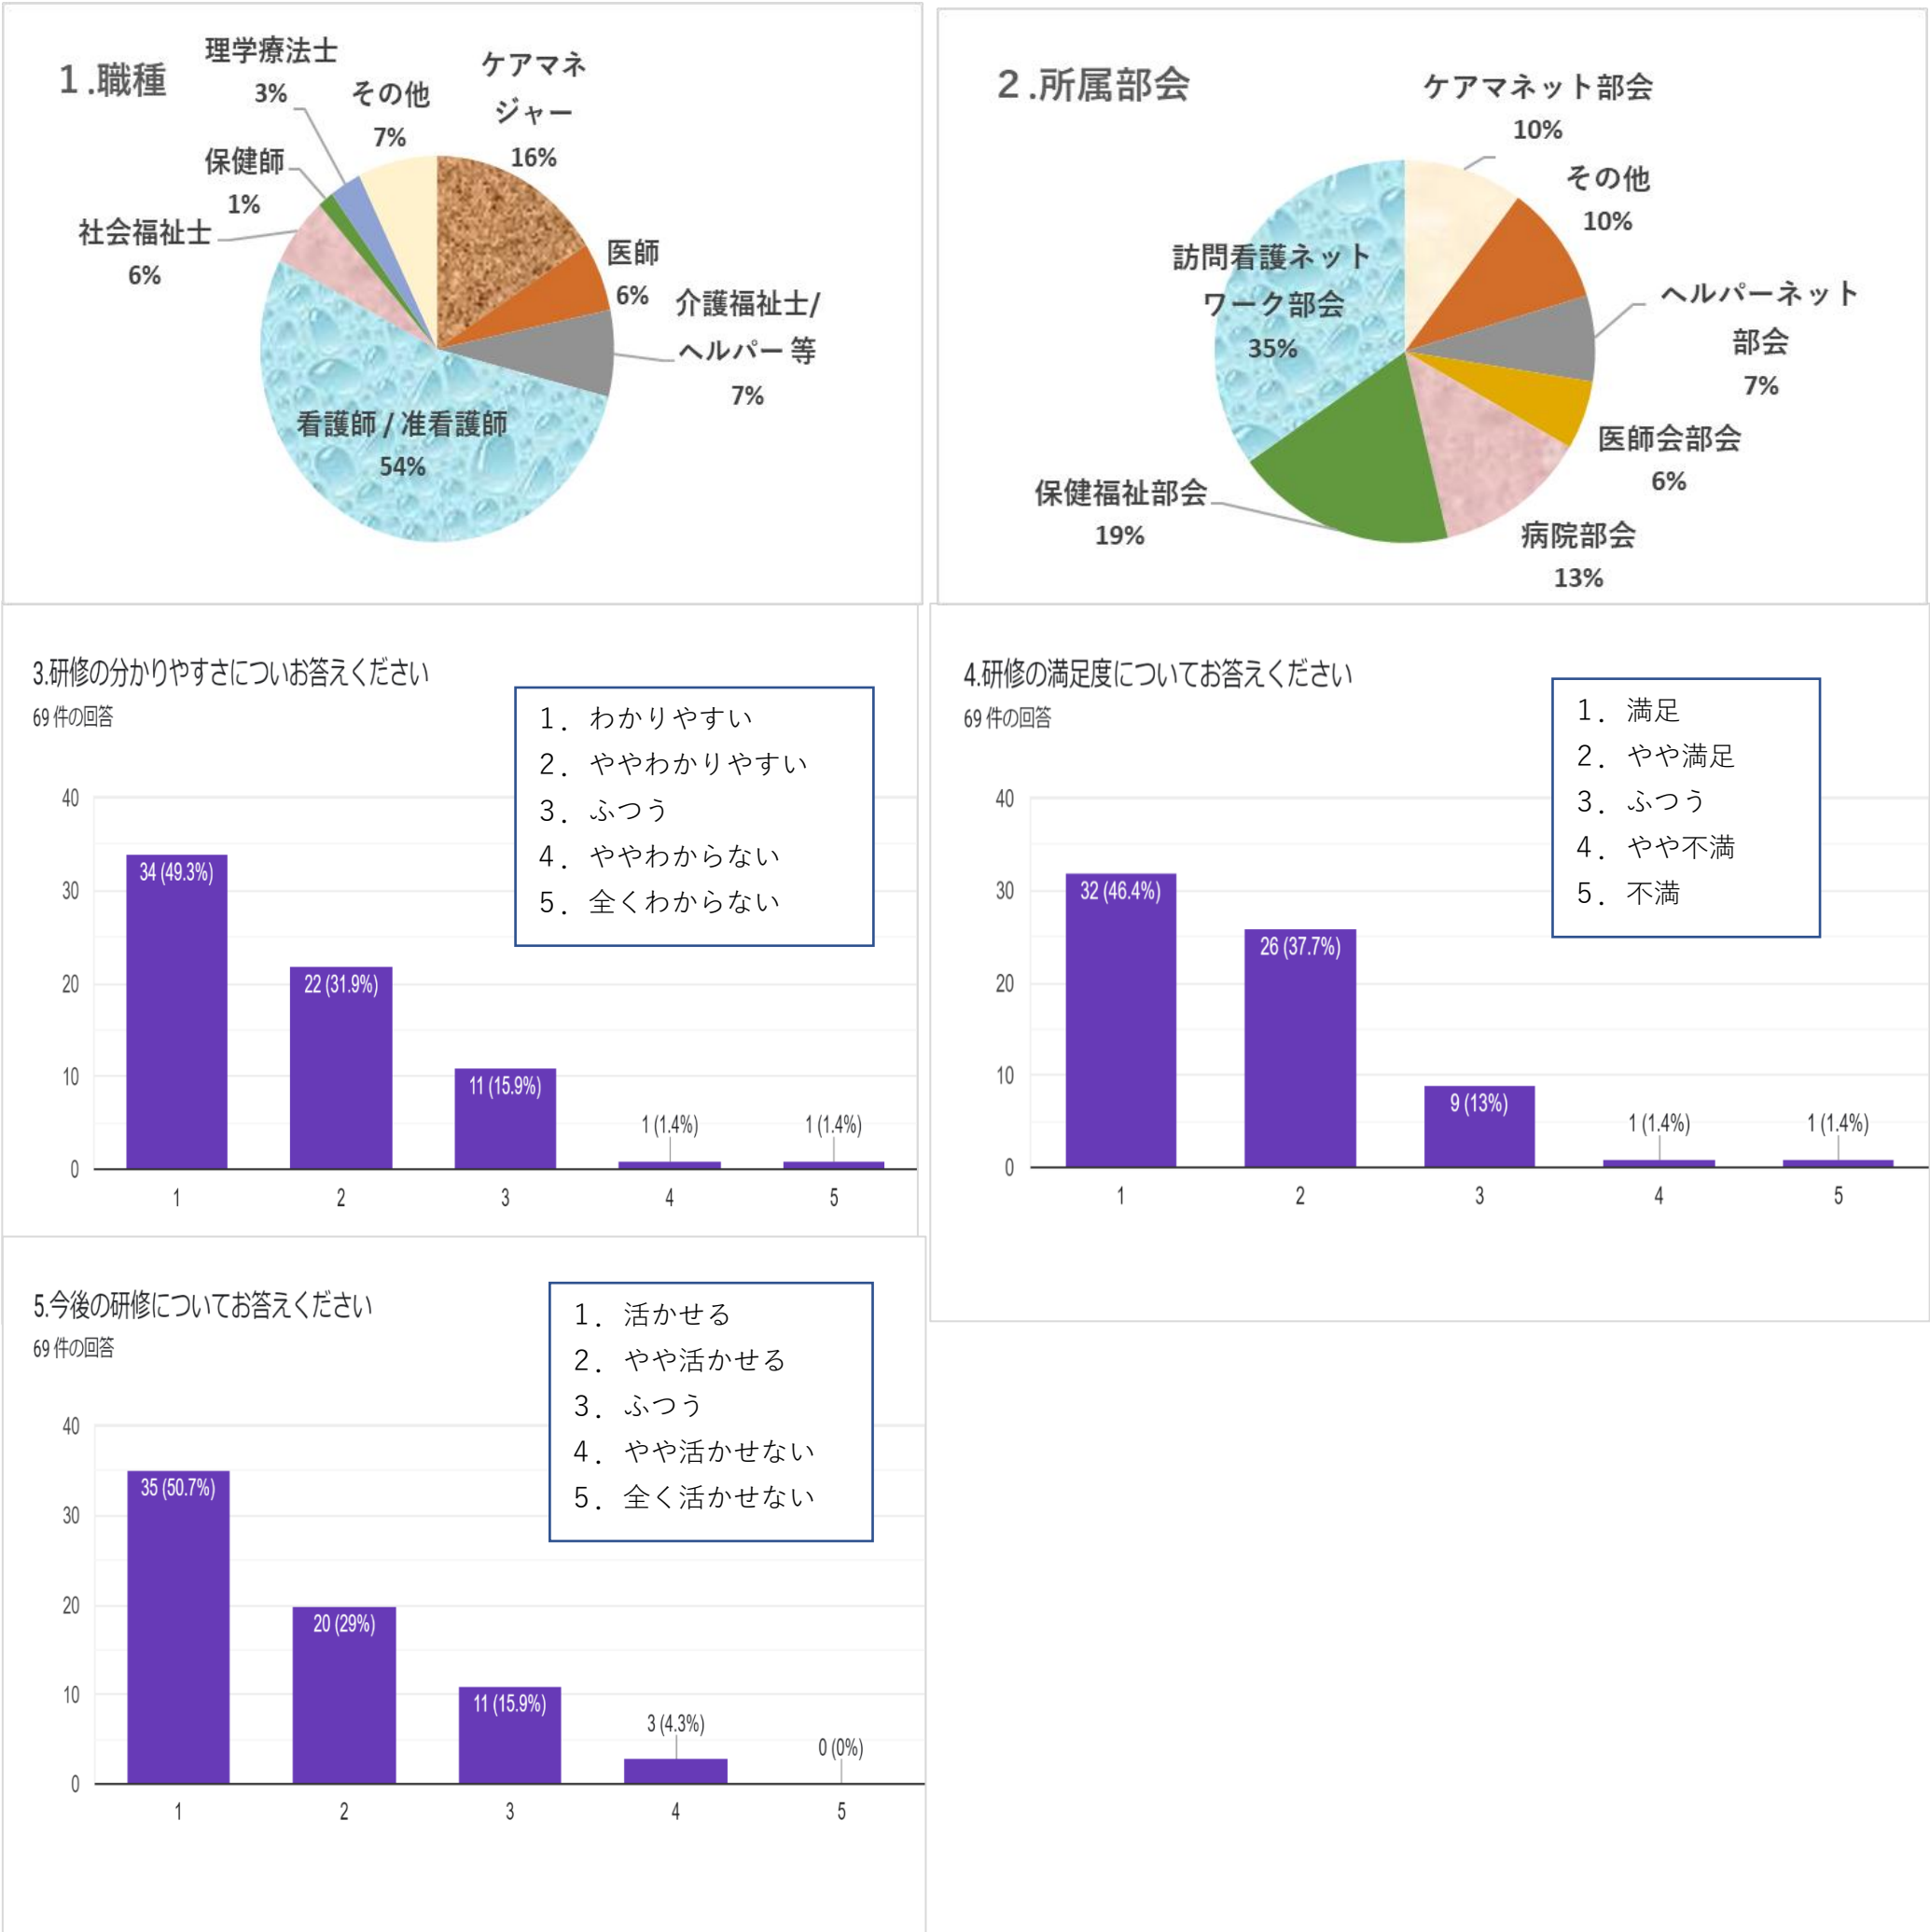 1.職種
理学療法士
3%
その他
7%
ケアマネ
ジャー
16%
保健師
1%
社会福祉士
6%
医師
6%
介護福祉士/
ヘルパー 等
7%
看護師 / 准看護師
54%
２.所属部会
ケアマネット部会
10%
その他
10%
ヘルパーネット
部会
7%
医師会部会
6%
病院部会
13%
保健福祉部会
19%
訪問看護ネット
ワーク部会
35%
3.研修の分かりやすさについお答えください
69 件の回答
1. わかりやすい
2. ややわかりやすい
3. ふつう
4. ややわからない
5. 全くわからない
40
30
20
10
0
34 (49.3%)
22 (31.9%)
11 (15.9%)
1 (1.4%)
1 (1.4%)
1 2 3 4 5
4.研修の満足度についてお答えください
69 件の回答
1. 満足
2. やや満足
3. ふつう
4. やや不満
5. 不満
40
30
20
10
0
32 (46.4%)
26 (37.7%)
9 (13%)
1 (1.4%)
1 (1.4%)
1 2 3 4 5
5.今後の研修についてお答えください
69 件の回答
1. 活かせる
2. やや活かせる
3. ふつう
4. やや活かせない
5. 全く活かせない
40
30
20
10
0
35 (50.7%)
20 (29%)
11 (15.9%)
3 (4.3%)
0 (0%)
1 2 3 4 5